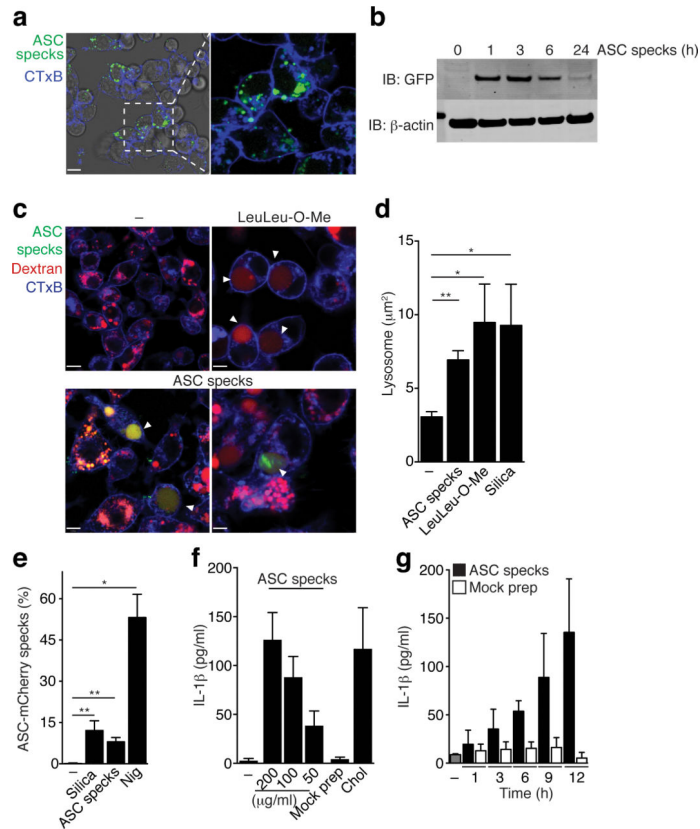 a
ASC
specks
CTxB
b
0 1 3 6 24 ASC specks (h)
IB: GFP
IB: β-actin
c
– LeuLeu-O-Me
ASC
specks
Dextran
CTxB
ASC specks
d
*
*
**
15
10
5
0
Lysosome (μm²)
–
ASC specks
LeuLeu-O-Me
Silica
e
*
**
**
60
45
30
15
0
ASC-mCherry specks (%)
–
Silica
ASC specks
Nig
f
ASC specks
200
150
100
50
0
IL-1β (pg/ml)
–
200
100
50
(μg/ml)
Mock prep
Chol
g
ASC specks
Mock prep
200
150
100
50
0
IL-1β (pg/ml)
– 1 3 6 9 12
Time (h)